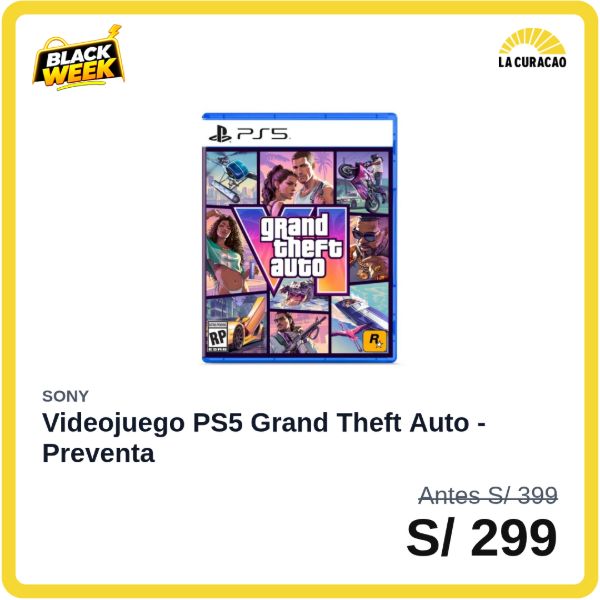 BLACK
WEEK
LA CURACAO
PS5
grand
theft
auto
VI
RP
ESRB
R
SONY
Videojuego PS5 Grand Theft Auto -
Preventa
Antes S/ 399
S/ 299